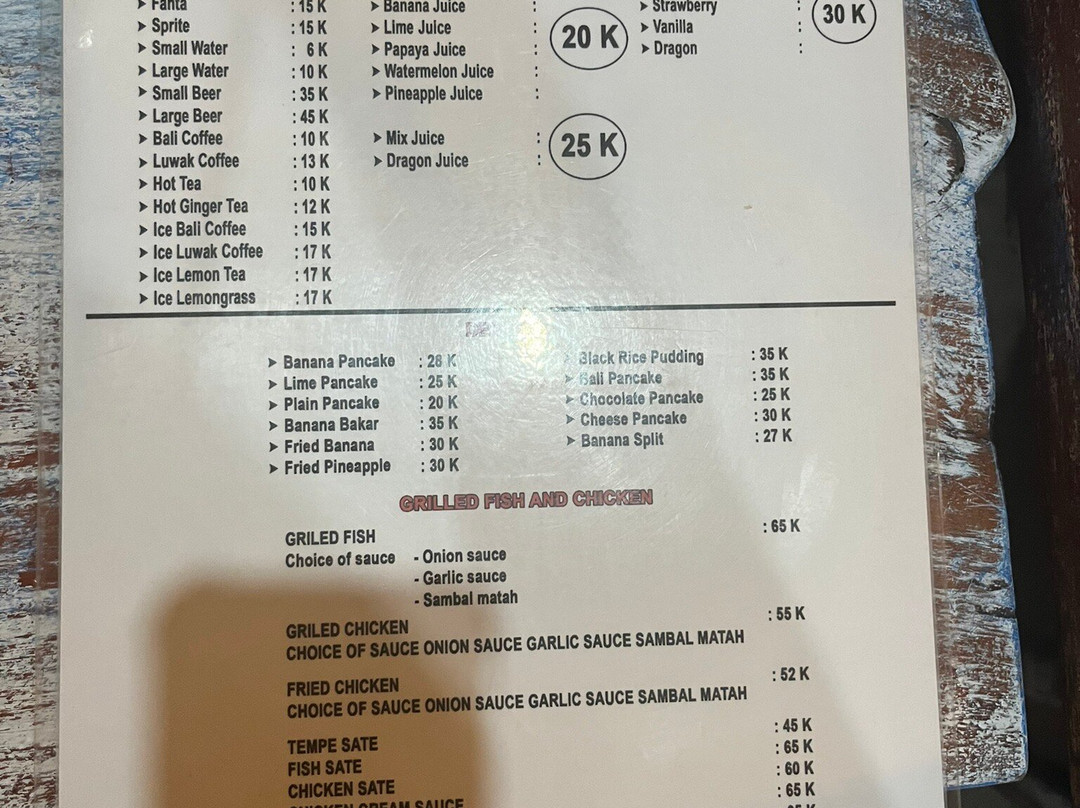 ➤ Fanta : 15 K
➤ Sprite : 15 K
➤ Small Water : 6 K
➤ Large Water : 10 K
➤ Small Beer : 35 K
➤ Large Beer : 45 K
➤ Bali Coffee : 10 K
➤ Luwak Coffee : 13 K
➤ Hot Tea : 10 K
➤ Hot Ginger Tea : 12 K
➤ Ice Bali Coffee : 15 K
➤ Ice Luwak Coffee : 17 K
➤ Ice Lemon Tea : 17 K
➤ Ice Lemongrass : 17 K
➤ Banana Juice :
➤ Lime Juice :
➤ Papaya Juice :
➤ Watermelon Juice :
➤ Pineapple Juice :
20 K
➤ Mix Juice :
➤ Dragon Juice :
25 K
➤ Strawberry :
➤ Vanilla :
➤ Dragon :
30 K
➤ Banana Pancake : 28 K
➤ Lime Pancake : 25 K
➤ Plain Pancake : 20 K
➤ Banana Bakar : 35 K
➤ Fried Banana : 30 K
➤ Fried Pineapple : 30 K
➤ Black Rice Pudding : 35 K
➤ Bali Pancake : 35 K
➤ Chocolate Pancake : 25 K
➤ Cheese Pancake : 30 K
➤ Banana Split : 27 K
GRILLED FISH AND CHICKEN
GRILED FISH : 65 K
Choice of sauce - Onion sauce
- Garlic sauce
- Sambal matah
GRILED CHICKEN : 55 K
CHOICE OF SAUCE ONION SAUCE GARLIC SAUCE SAMBAL MATAH
FRIED CHICKEN : 52 K
CHOICE OF SAUCE ONION SAUCE GARLIC SAUCE SAMBAL MATAH
TEMPE SATE : 45 K
FISH SATE : 65 K
CHICKEN SATE : 60 K
CHICKEN CREAM SAUCE : 65 K